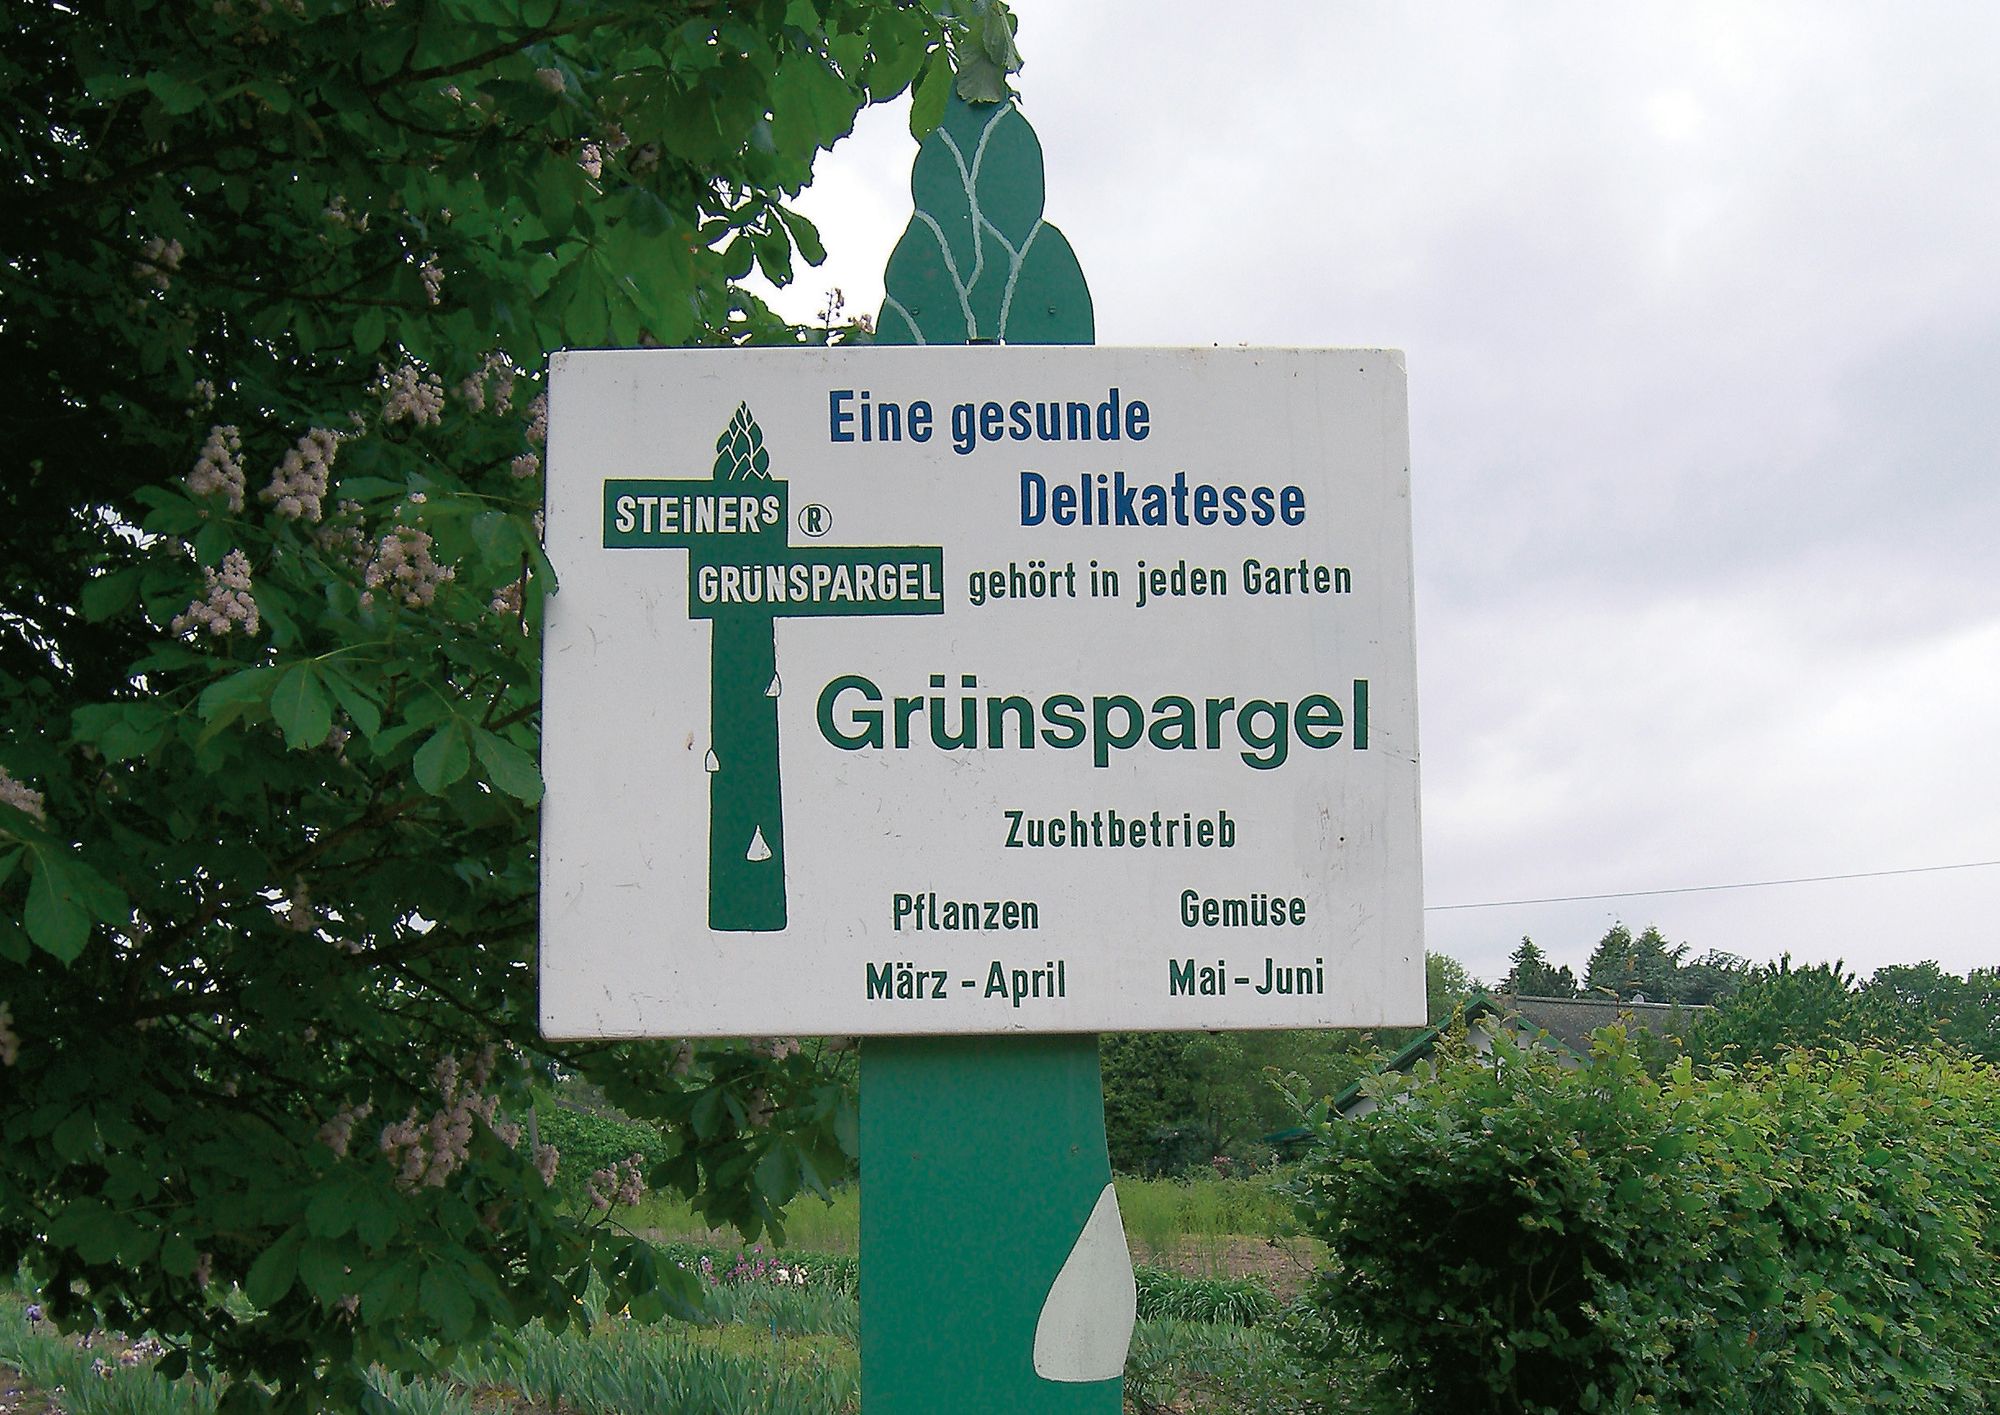 Eine gesunde
Delikatesse
STEiNERS ®
GRÜNSPARGEL
gehört in jeden Garten
Grünspargel
Zuchtbetrieb
Pflanzen Gemüse
März - April Mai - Juni